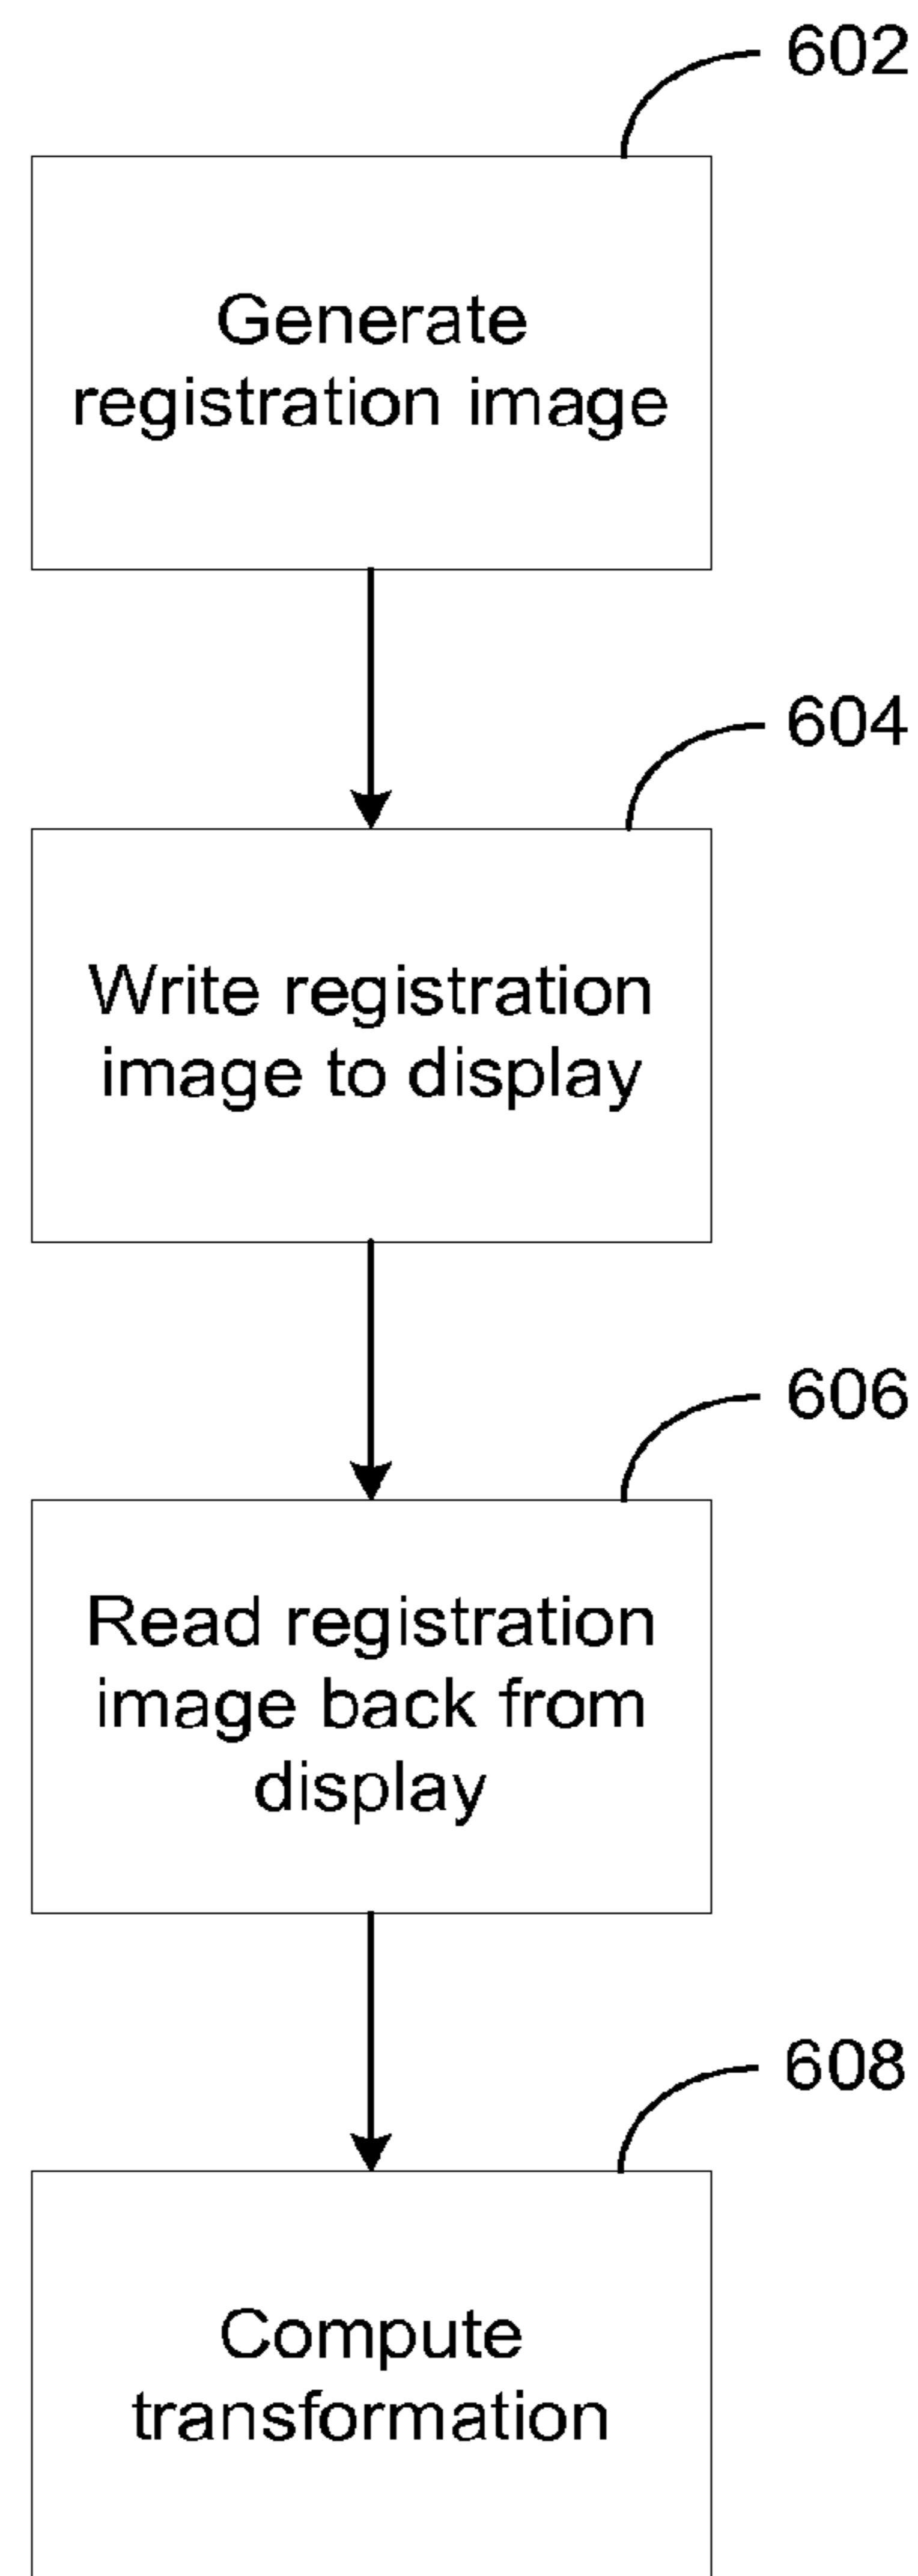 602
Generate
registration image
604
Write registration
image to display
606
Read registration
image back from
display
608
Compute
transformation